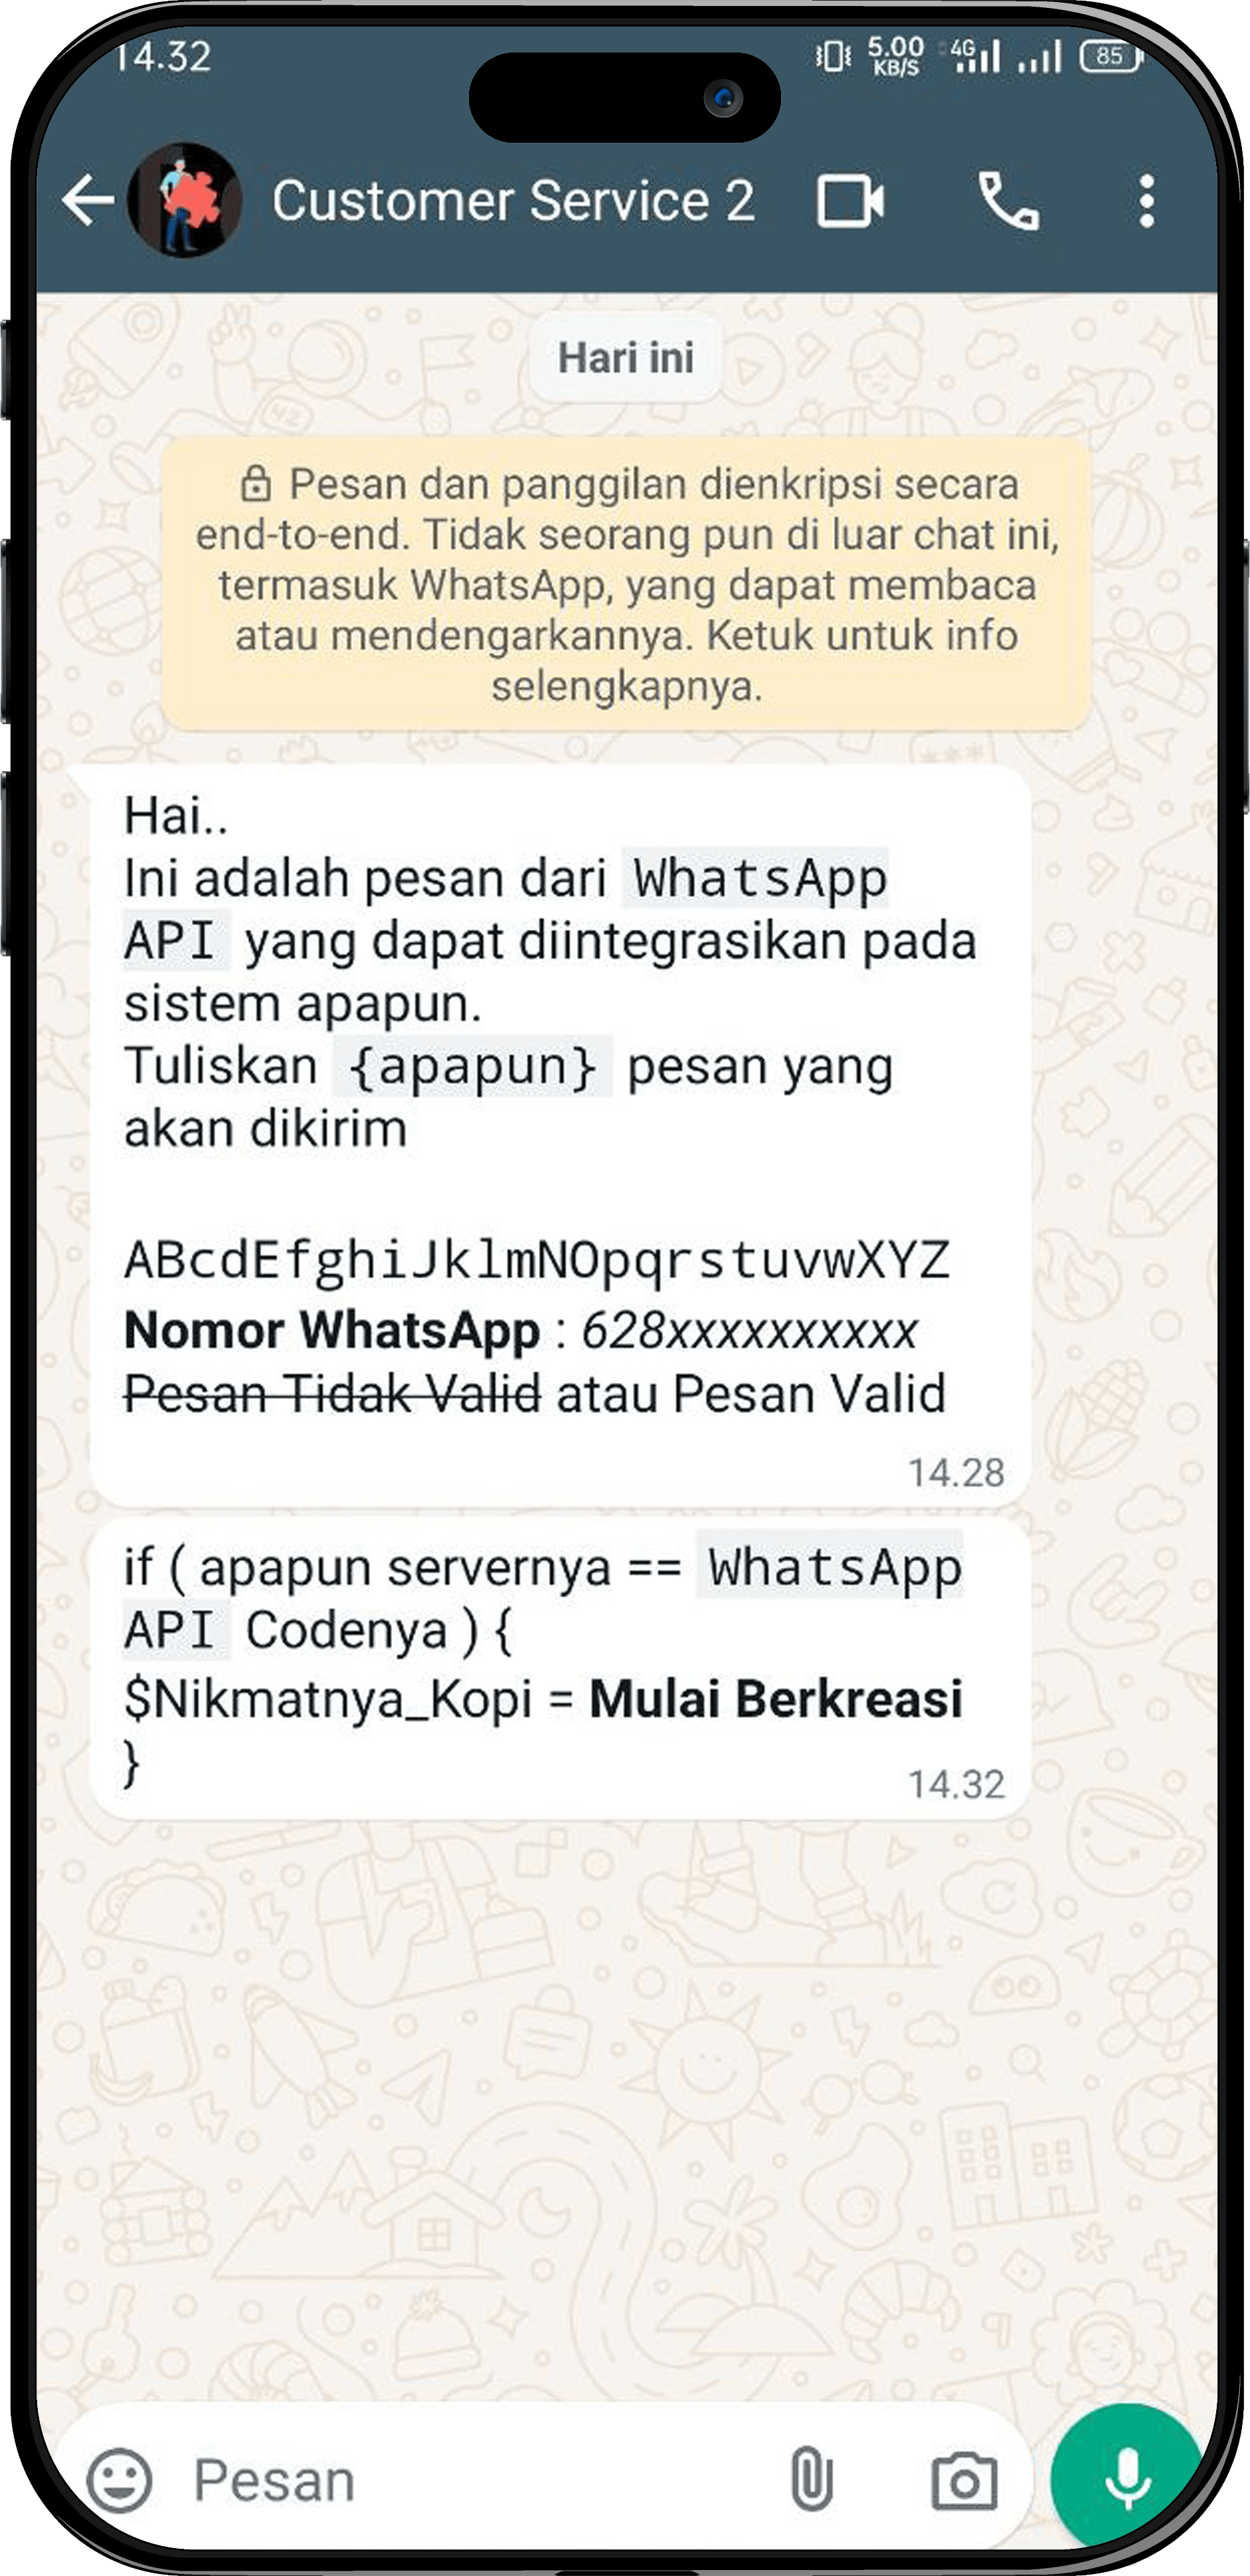 14.32
5.00
KB/S
4G
85
Customer Service 2
Hari ini
Pesan dan panggilan dienkripsi secara
end-to-end. Tidak seorang pun di luar chat ini,
termasuk WhatsApp, yang dapat membaca
atau mendengarkannya. Ketuk untuk info
selengkapnya.
Hai..
Ini adalah pesan dari WhatsApp
API yang dapat diintegrasikan pada
sistem apapun.
Tuliskan {apapun} pesan yang
akan dikirim
ABcdEfghiJklmNOpqrstuvwXYZ
Nomor WhatsApp : 628xxxxxxxxxx
Pesan Tidak Valid atau Pesan Valid
14.28
if ( apapun servernya == WhatsApp
API Codenya ) {
$Nikmatnya_Kopi = Mulai Berkreasi
}
14.32
Pesan